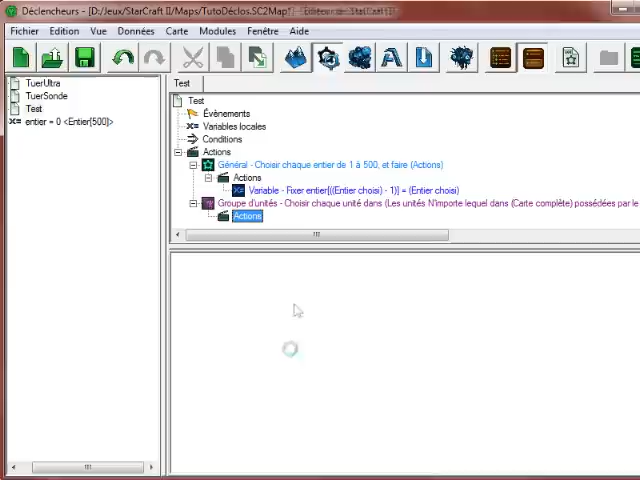 Déclencheurs - [D:/Jeux/StarCraft II/Maps/TutoDéclos.SC2Map*]
Fichier Edition Vue Données Carte Modules Fenêtre Aide
TuerUltra
TuerSonde
Test
entier = 0 <Entier[500]>
Test
Test
Évènements
Variables locales
Conditions
Actions
Général - Choisir chaque entier de 1 à 500, et faire (Actions)
Actions
Variable - Fixer entier[((Entier choisi) - 1)] = (Entier choisi)
Groupe d'unités - Choisir chaque unité dans (Les unités N'importe lequel dans (Carte complète) possédées par le
Actions